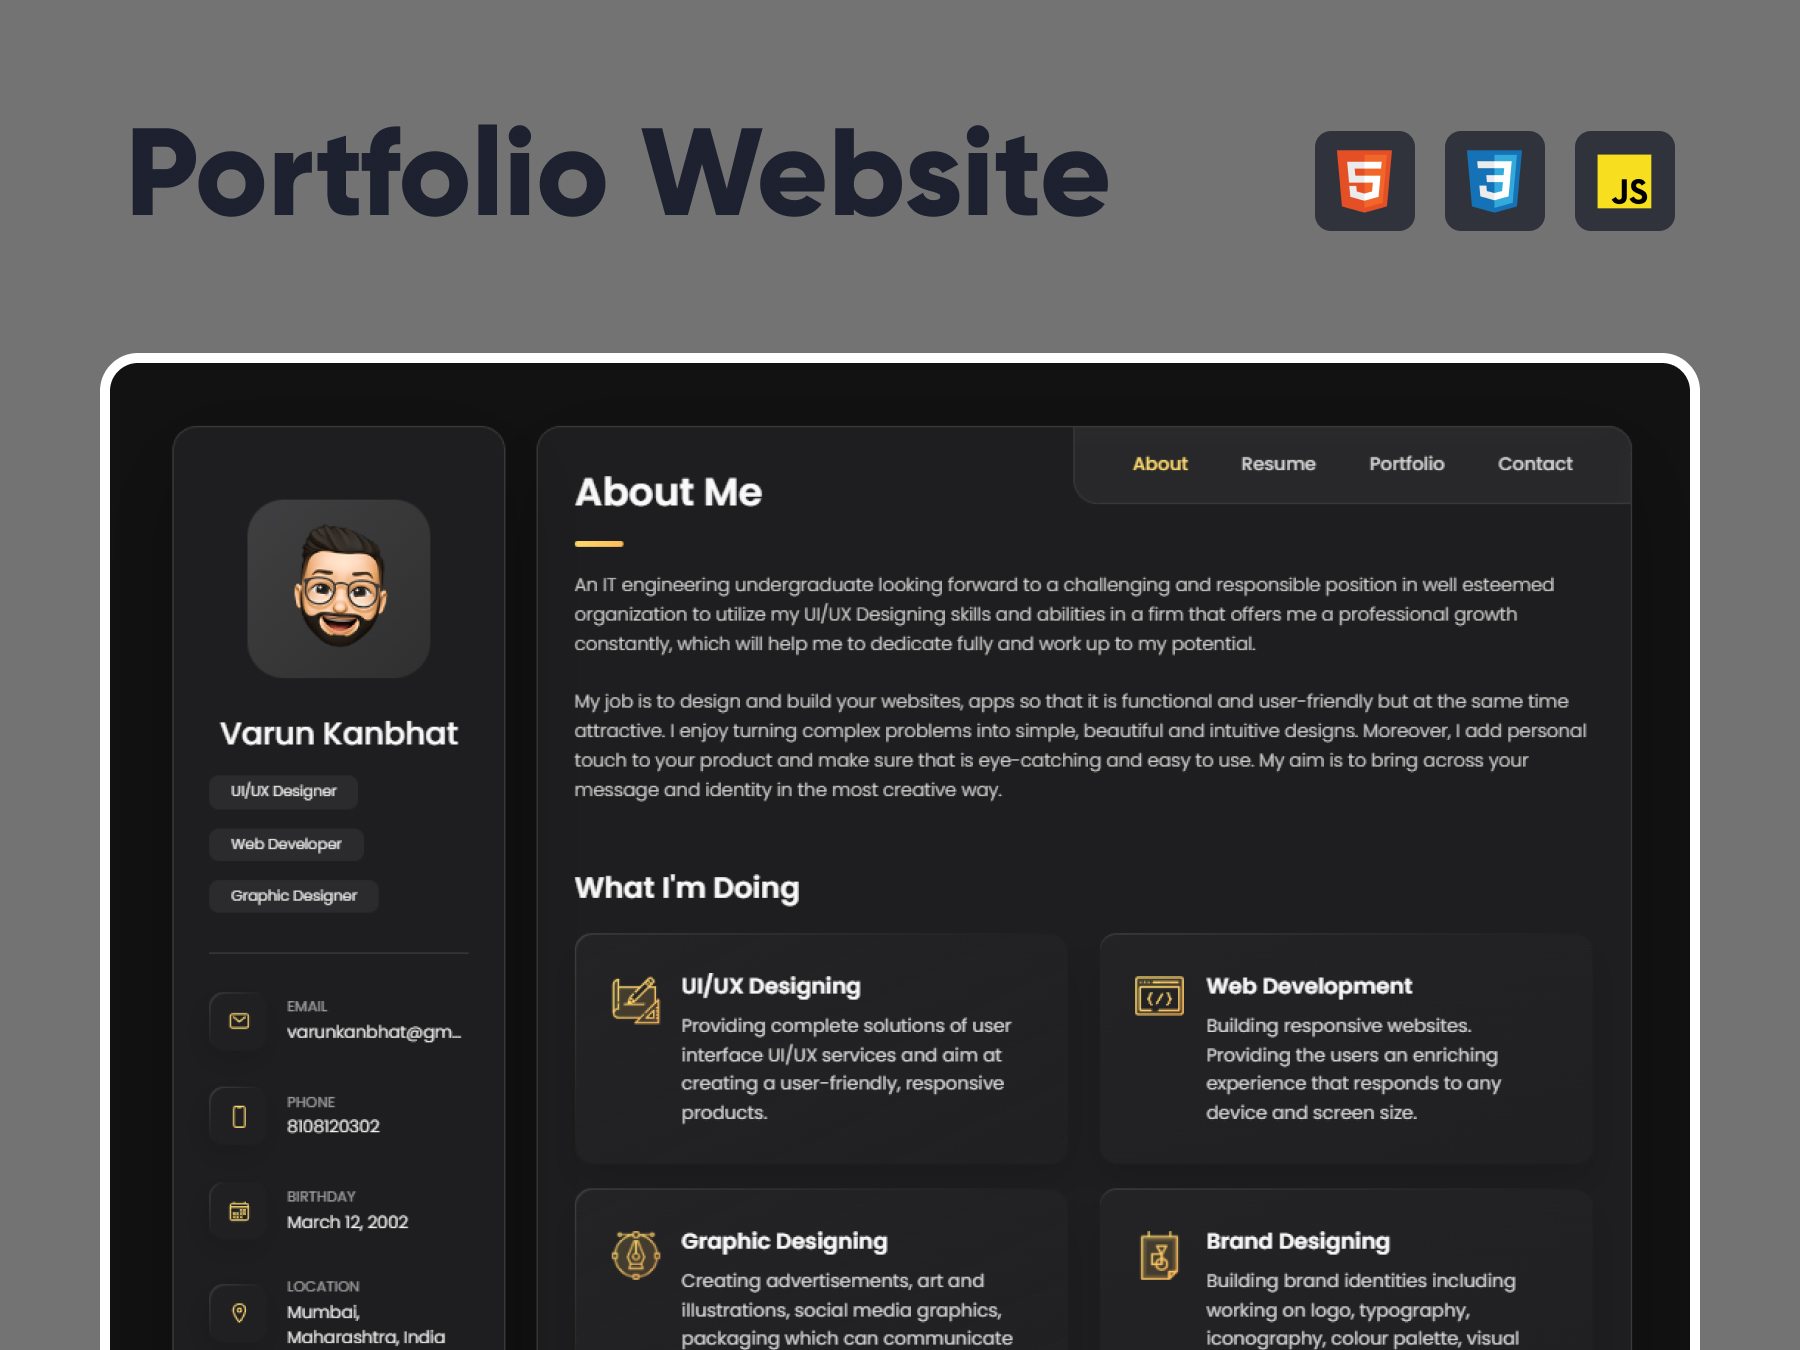 Portfolio Website
5
3
JS
About
Resume
Portfolio
Contact
Varun Kanbhat
UI/UX Designer
Web Developer
Graphic Designer
EMAIL
varunkanbhat@gm...
PHONE
8108120302
BIRTHDAY
March 12, 2002
LOCATION
Mumbai,
Maharashtra, India
About Me
An IT engineering undergraduate looking forward to a challenging and responsible position in well esteemed
organization to utilize my UI/UX Designing skills and abilities in a firm that offers me a professional growth
constantly, which will help me to dedicate fully and work up to my potential.
My job is to design and build your websites, apps so that it is functional and user-friendly but at the same time
attractive. I enjoy turning complex problems into simple, beautiful and intuitive designs. Moreover, I add personal
touch to your product and make sure that is eye-catching and easy to use. My aim is to bring across your
message and identity in the most creative way.
What I'm Doing
UI/UX Designing
Providing complete solutions of user
interface UI/UX services and aim at
creating a user-friendly, responsive
products.
Web Development
Building responsive websites.
Providing the users an enriching
experience that responds to any
device and screen size.
Graphic Designing
Creating advertisements, art and
illustrations, social media graphics,
packaging which can communicate
Brand Designing
Building brand identities including
working on logo, typography,
iconography, colour palette, visual